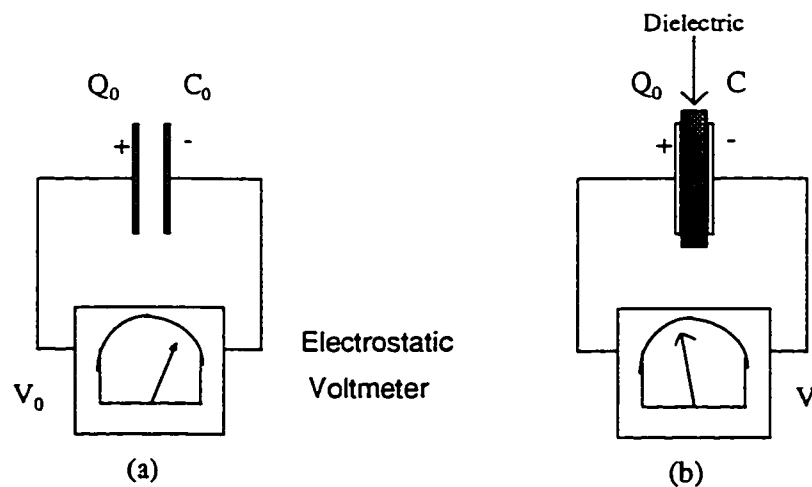 Dielectric
Q₀ C₀
Q₀ C
+ -
+ -
Electrostatic
Voltmeter
V₀
V
(a)
(b)